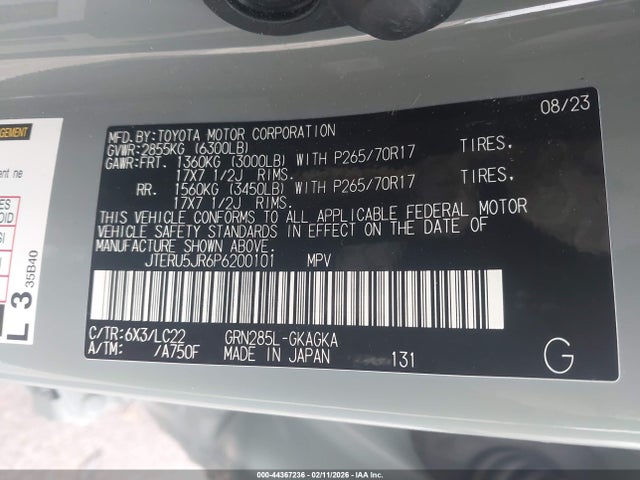 08/23
MFD.BY:TOYOTA MOTOR CORPORATION
GVWR:2855KG (6300LB)
GAWR:FRT. 1360KG (3000LB) WITH P265/70R17 TIRES,
17X7 1/2J RIMS.
RR. 1560KG (3450LB) WITH P265/70R17 TIRES,
17X7 1/2J RIMS.
THIS VEHICLE CONFORMS TO ALL APPLICABLE FEDERAL MOTOR
VEHICLE SAFETY STANDARDS IN EFFECT ON THE DATE OF
MANUFACTURE SHOWN ABOVE.
JTERU5JR6P6200101 MPV
C/TR:6X3/LC22 GRN285L-GKAGKA
A/TM: /A750F MADE IN JAPAN 131 G
L 3 35B40
000-44367236 - 02/11/2026 - IAA Inc.